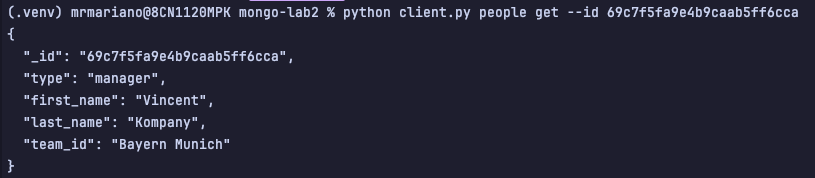 (.venv) mrmariano@8CN1120MPK mongo-lab2 % python client.py people get --id 69c7f5fa9e4b9caab5ff6cca
{
  "_id": "69c7f5fa9e4b9caab5ff6cca",
  "type": "manager",
  "first_name": "Vincent",
  "last_name": "Kompany",
  "team_id": "Bayern Munich"
}